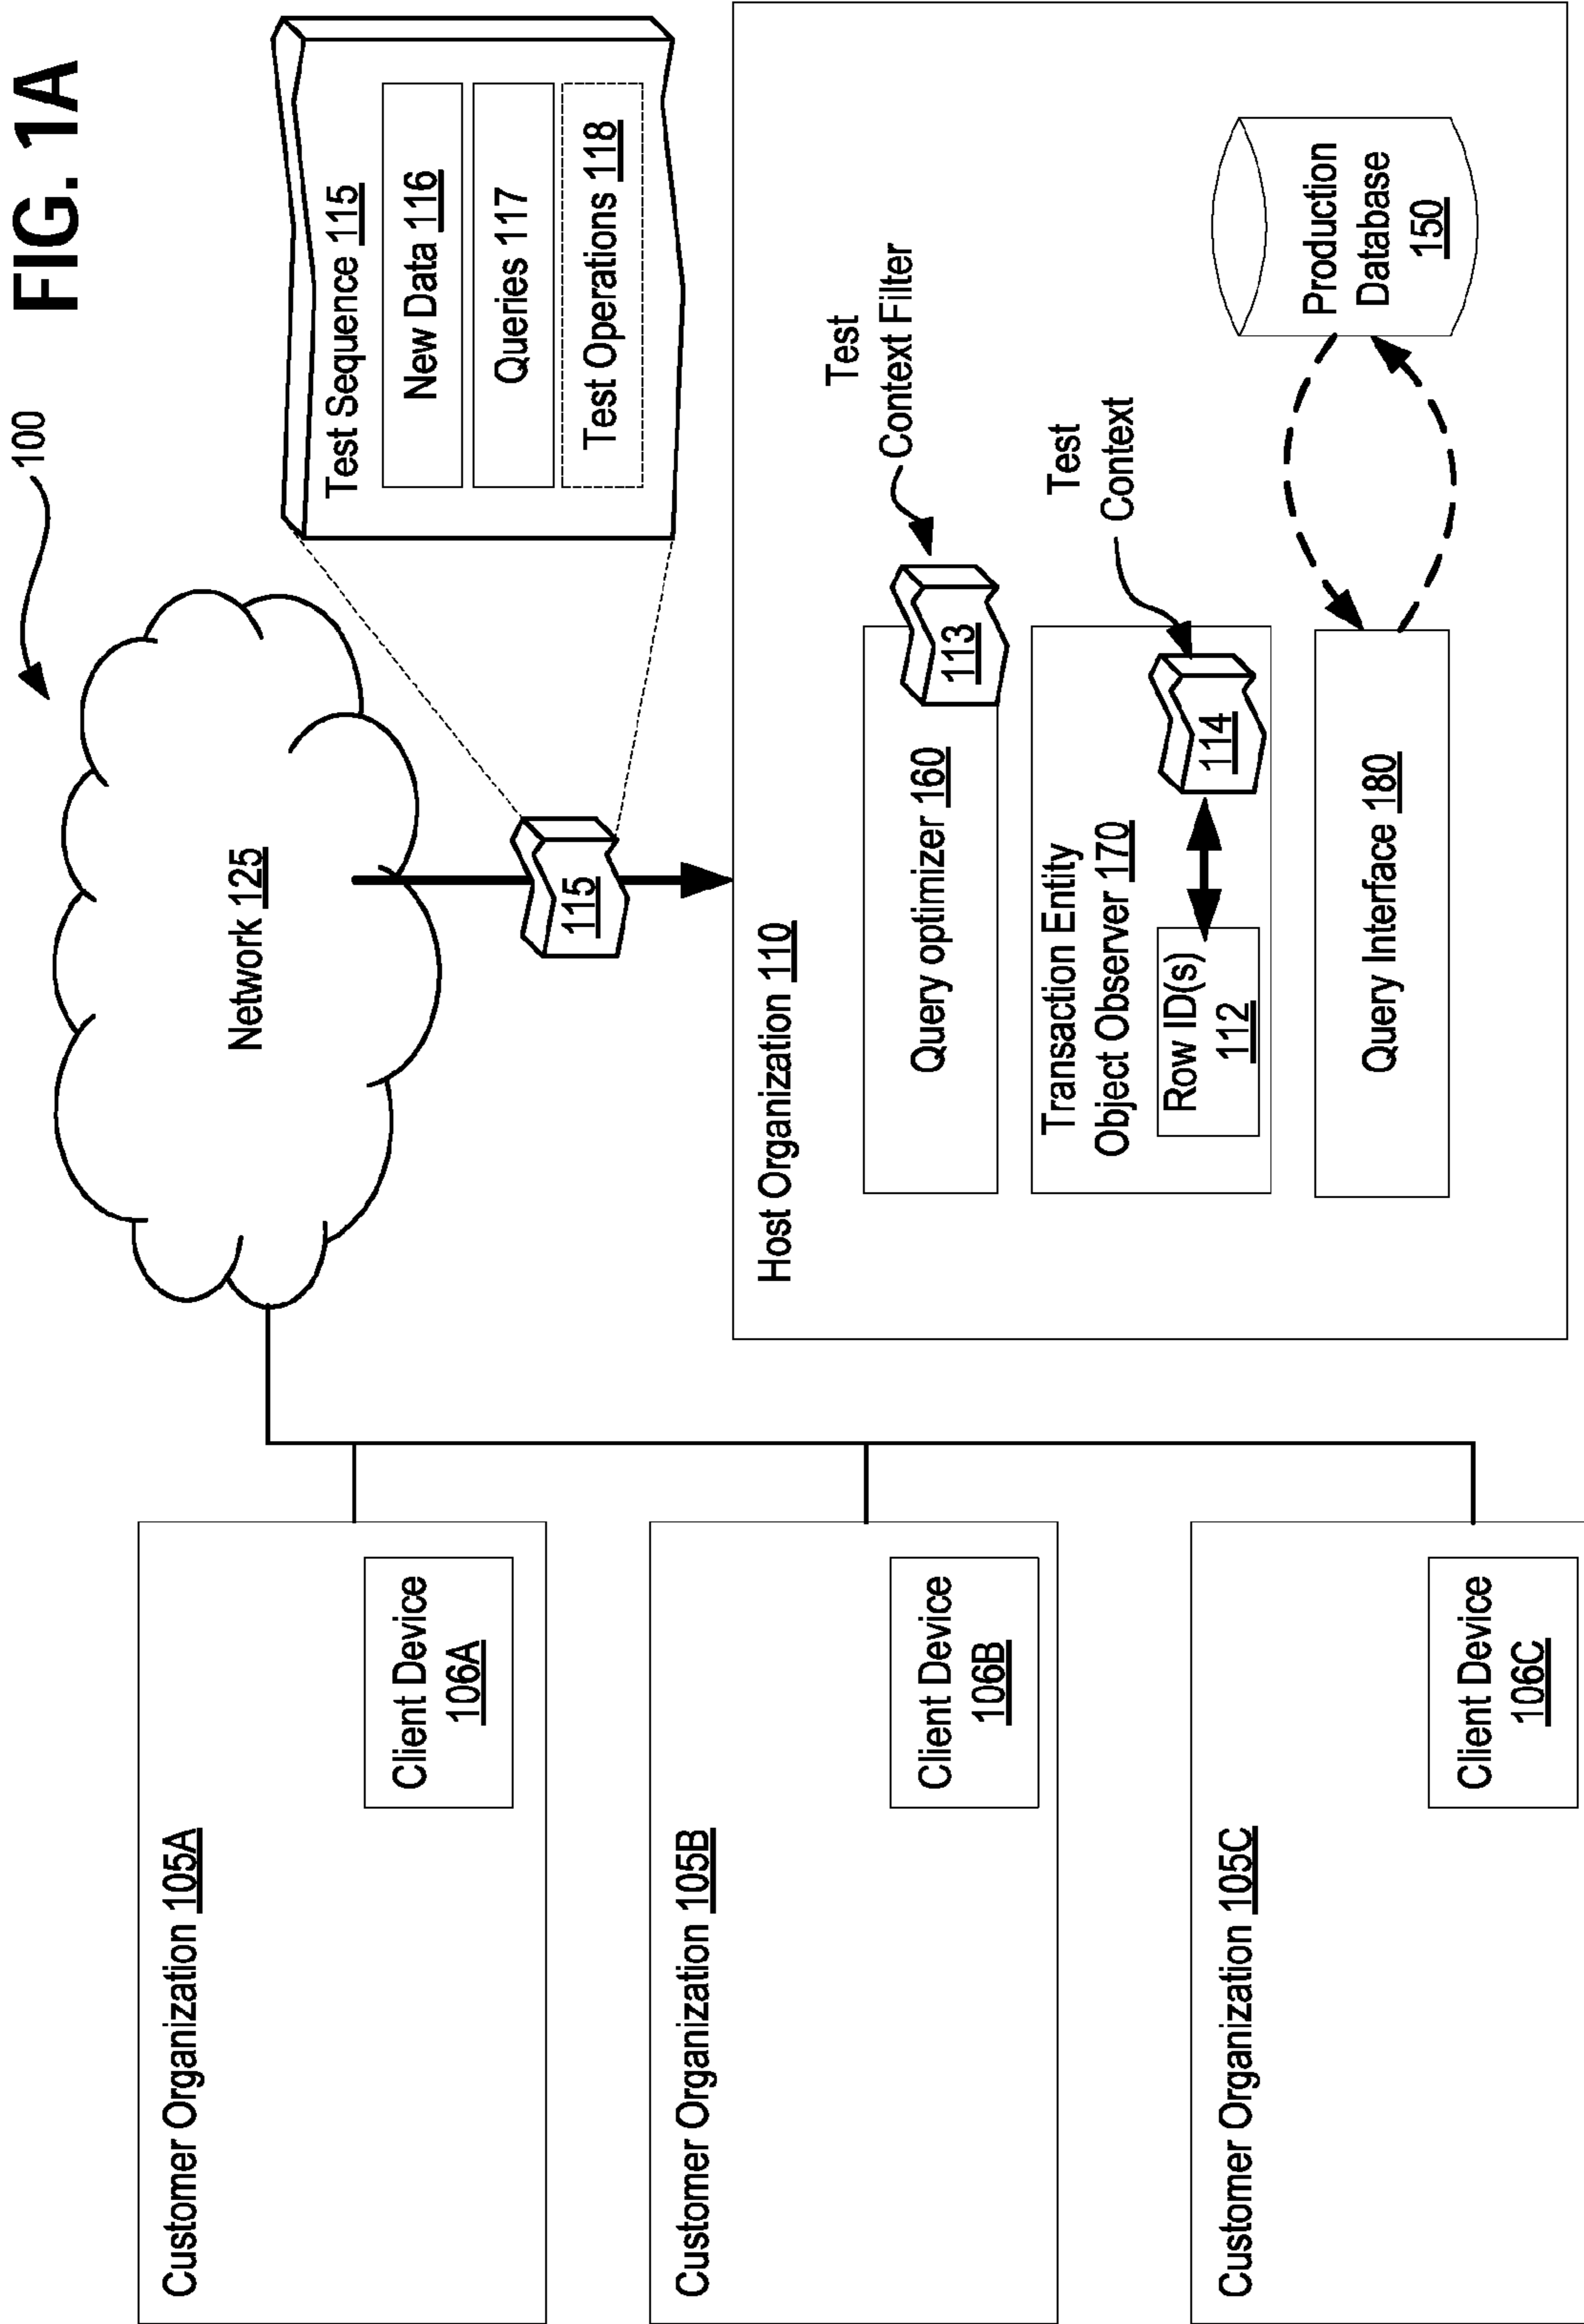 FIG. 1A
100
Network 125
Test Sequence 115
New Data 116
Queries 117
Test Operations 118
115
Customer Organization 105A
Client Device
106A
Customer Organization 105B
Client Device
106B
Customer Organization 105C
Client Device
106C
Host Organization 110
Query optimizer 160
113
Test
Context Filter
Transaction Entity
Object Observer 170
Row ID(s)
112
114
Test
Context
Query Interface 180
Production
Database
150